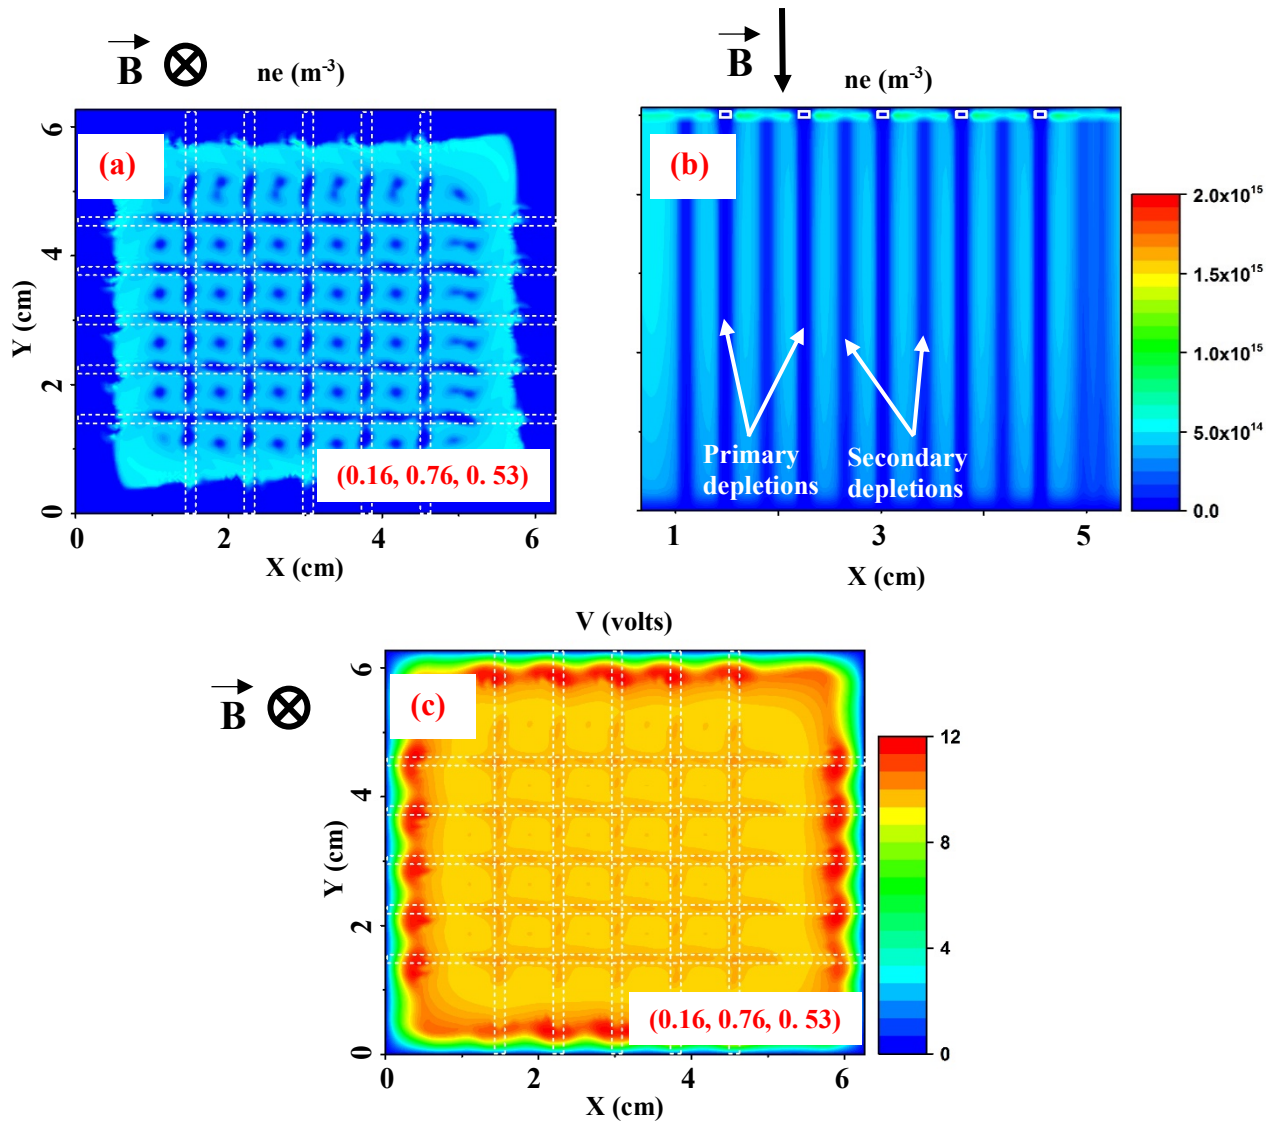 B
ne (m-3)
(a)
(0.16, 0.76, 0. 53)
6
4
2
0
0
2
4
6
Y (cm)
X (cm)
B
ne (m-3)
(b)
Primary
depletions
Secondary
depletions
1
3
5
X (cm)
2.0x10^15
1.5x10^15
1.0x10^15
5.0x10^14
0.0
V (volts)
B
(c)
(0.16, 0.76, 0. 53)
6
4
2
0
0
2
4
6
Y (cm)
X (cm)
12
8
4
0